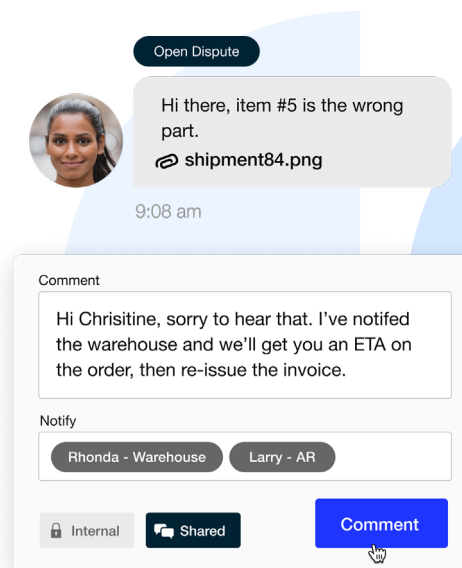 Open Dispute
Hi there, item #5 is the wrong
part.
shipment84.png
9:08 am
Comment
Hi Chrisitine, sorry to hear that. I’ve notifed
the warehouse and we’ll get you an ETA on
the order, then re-issue the invoice.
Notify
Rhonda - Warehouse
Larry - AR
Internal
Shared
Comment